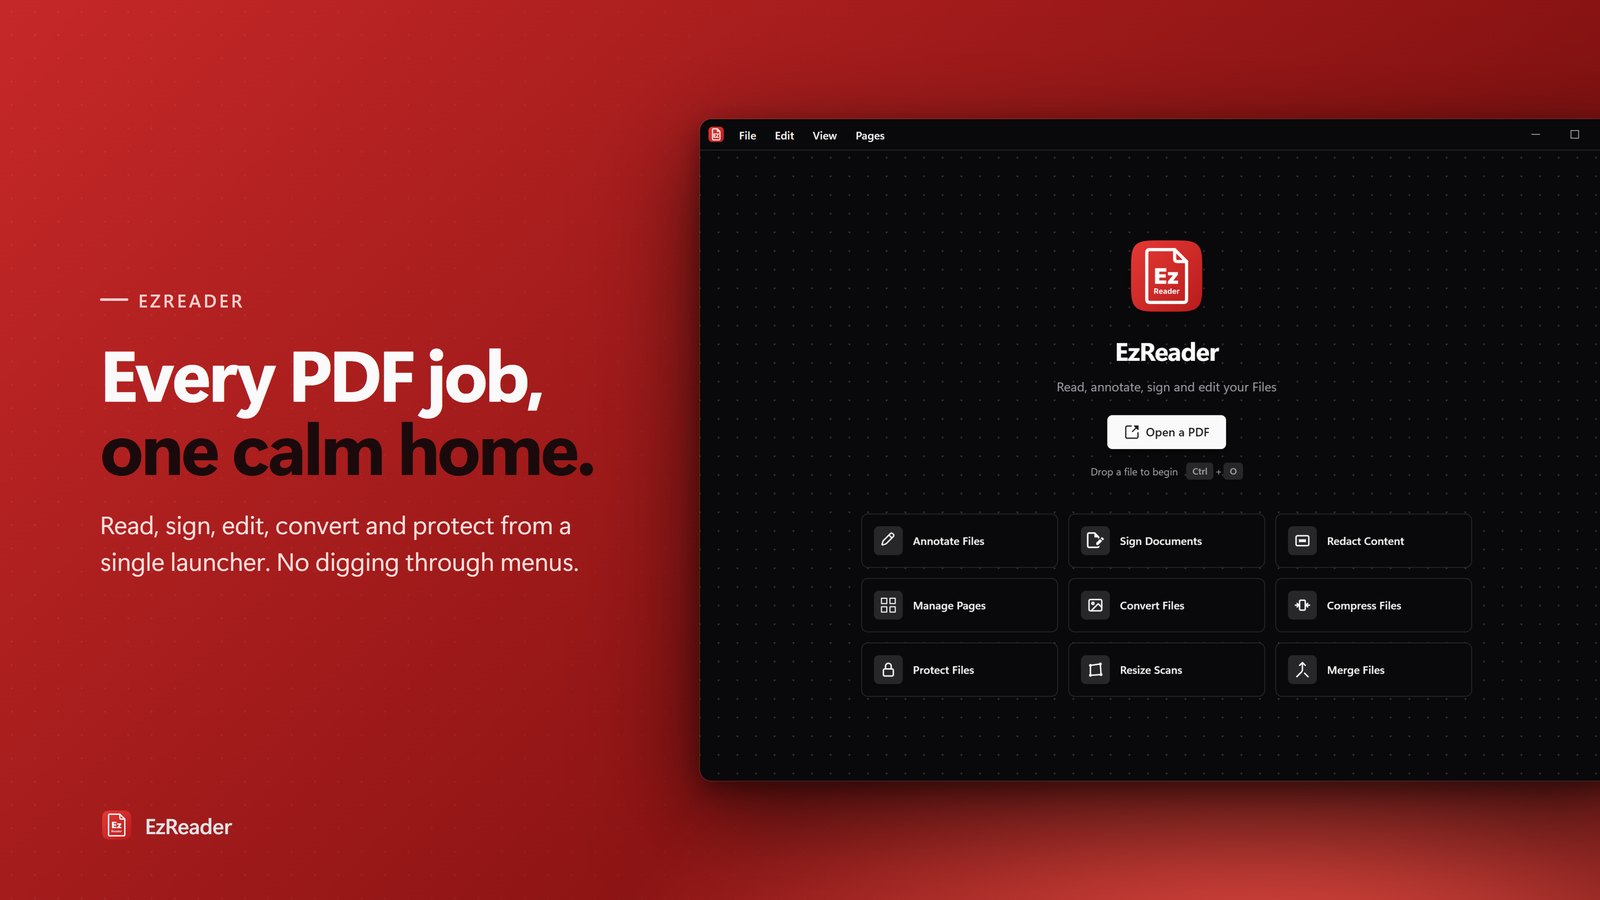 EZREADER
Every PDF job,
one calm home.
Read, sign, edit, convert and protect from a
single launcher. No digging through menus.
Ez
EzReader
Ez
File Edit View Pages
Ez
Reader
EzReader
Read, annotate, sign and edit your Files
Open a PDF
Drop a file to begin Ctrl + O
Annotate Files Sign Documents Redact Content
Manage Pages Convert Files Compress Files
Protect Files Resize Scans Merge Files